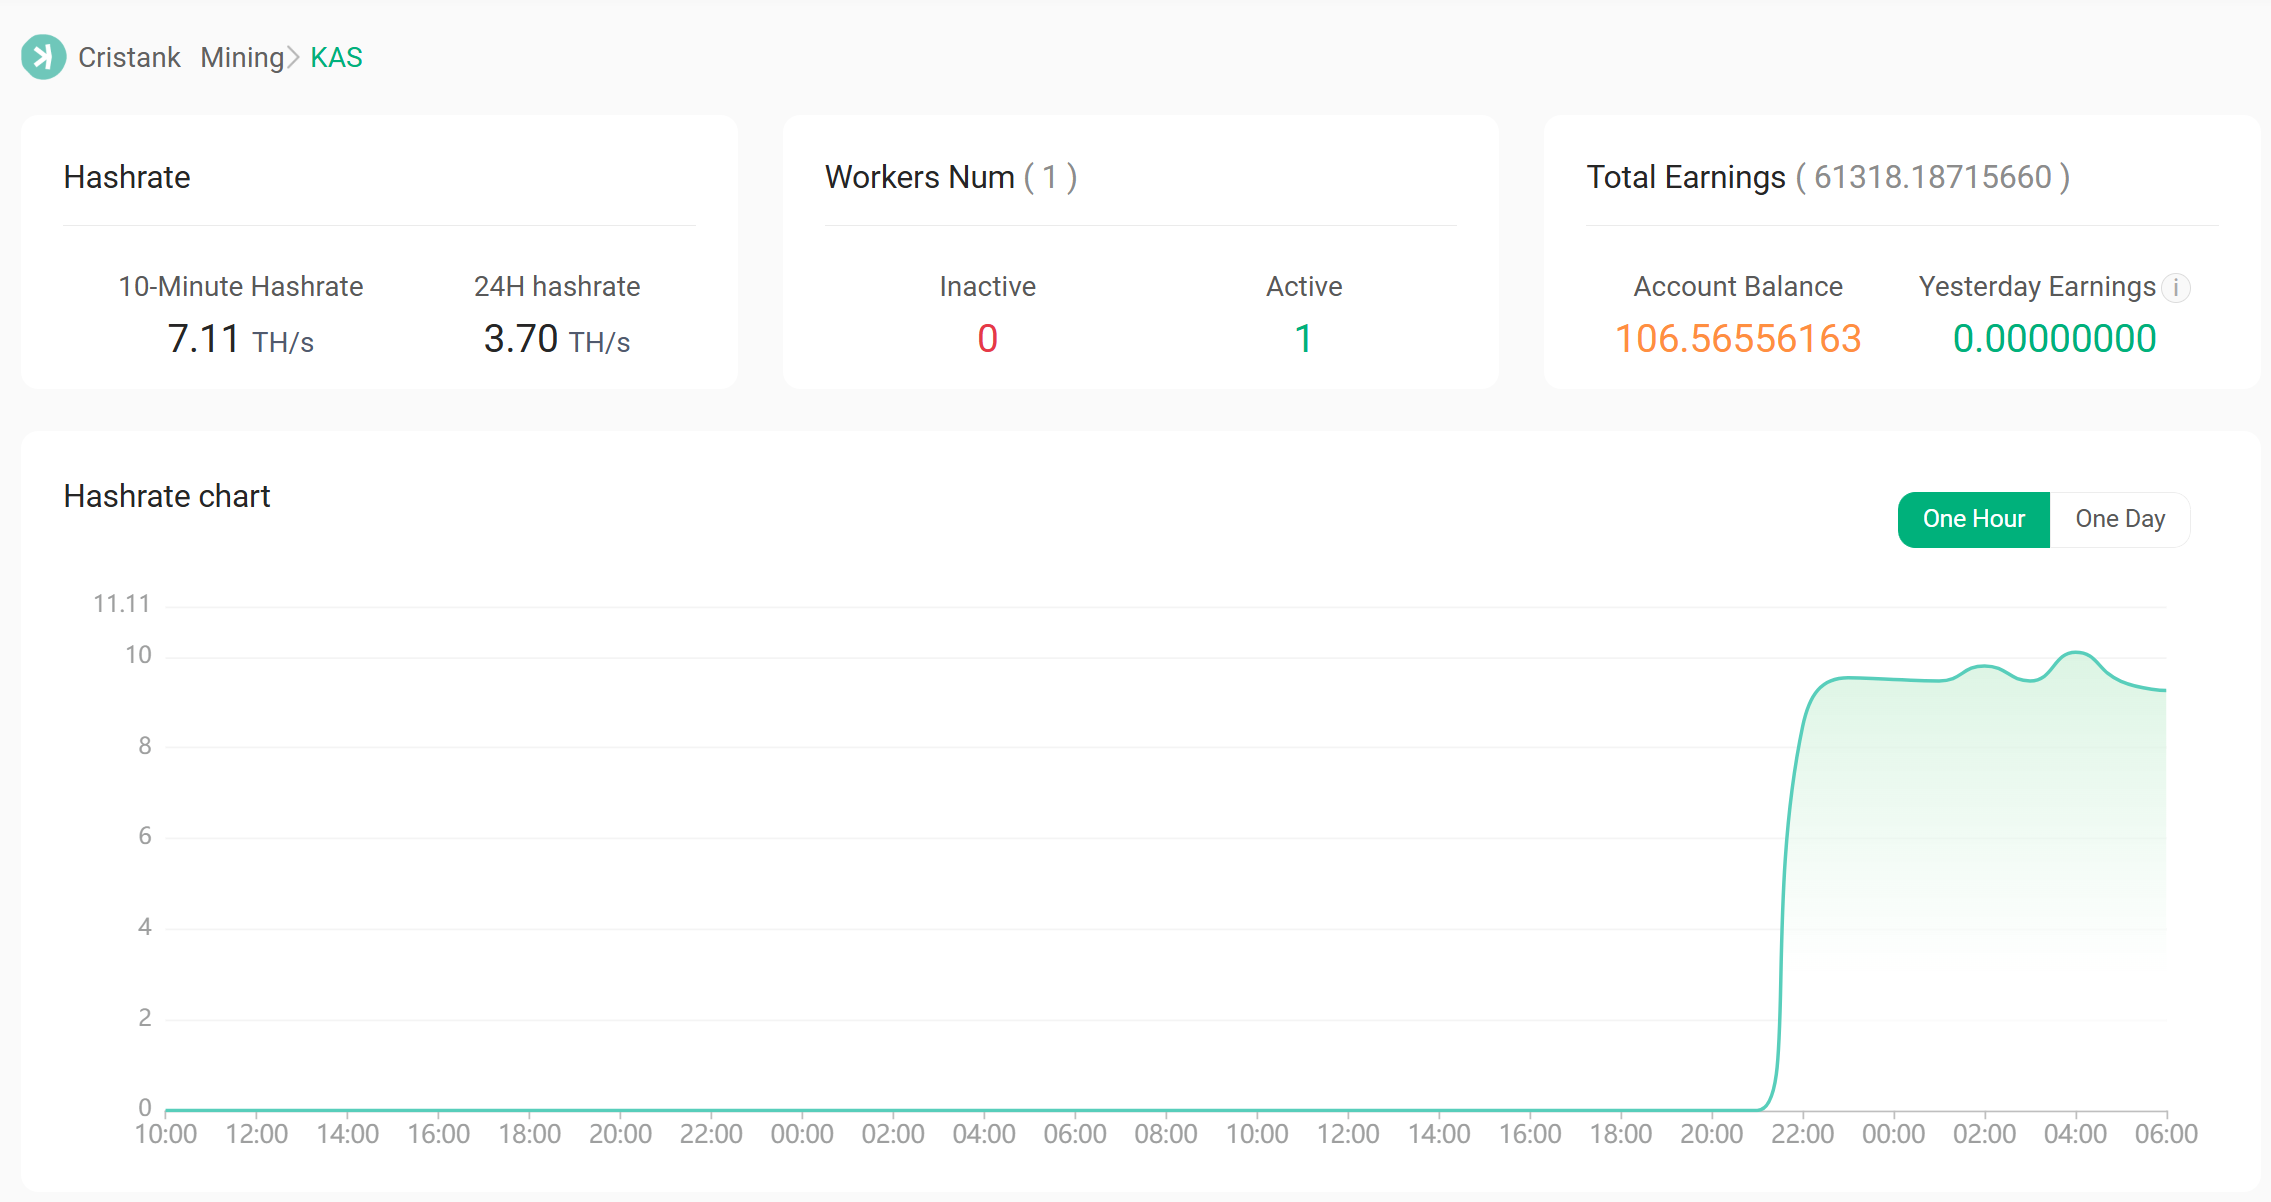 Cristank Mining > KAS
Hashrate
10-Minute Hashrate 24H hashrate
7.11 TH/s 3.70 TH/s
Workers Num ( 1 )
Inactive Active
0 1
Total Earnings ( 61318.18715660 )
Account Balance Yesterday Earnings i
106.56556163 0.00000000
Hashrate chart
One Hour One Day
11.11
10
8
6
4
2
0
10:00 12:00 14:00 16:00 18:00 20:00 22:00 00:00 02:00 04:00 06:00 08:00 10:00 12:00 14:00 16:00 18:00 20:00 22:00 00:00 02:00 04:00 06:00